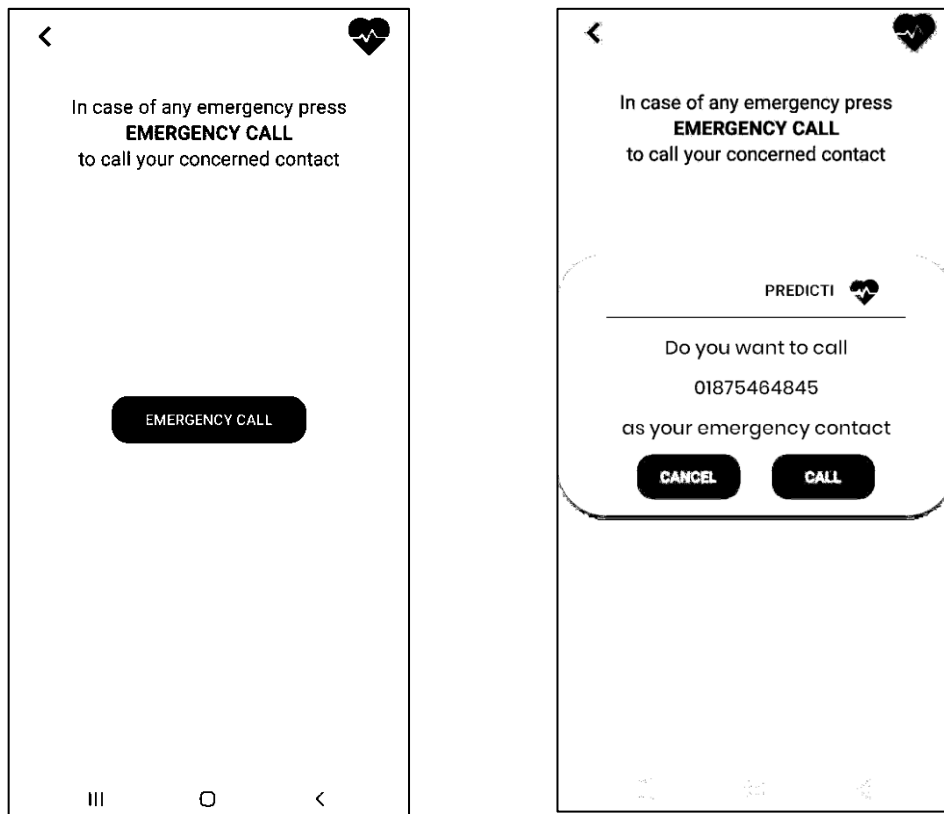 In case of any emergency press
EMERGENCY CALL
to call your concerned contact
EMERGENCY CALL
In case of any emergency press
EMERGENCY CALL
to call your concerned contact
PREDICTI
Do you want to call
01875464845
as your emergency contact
CANCEL CALL